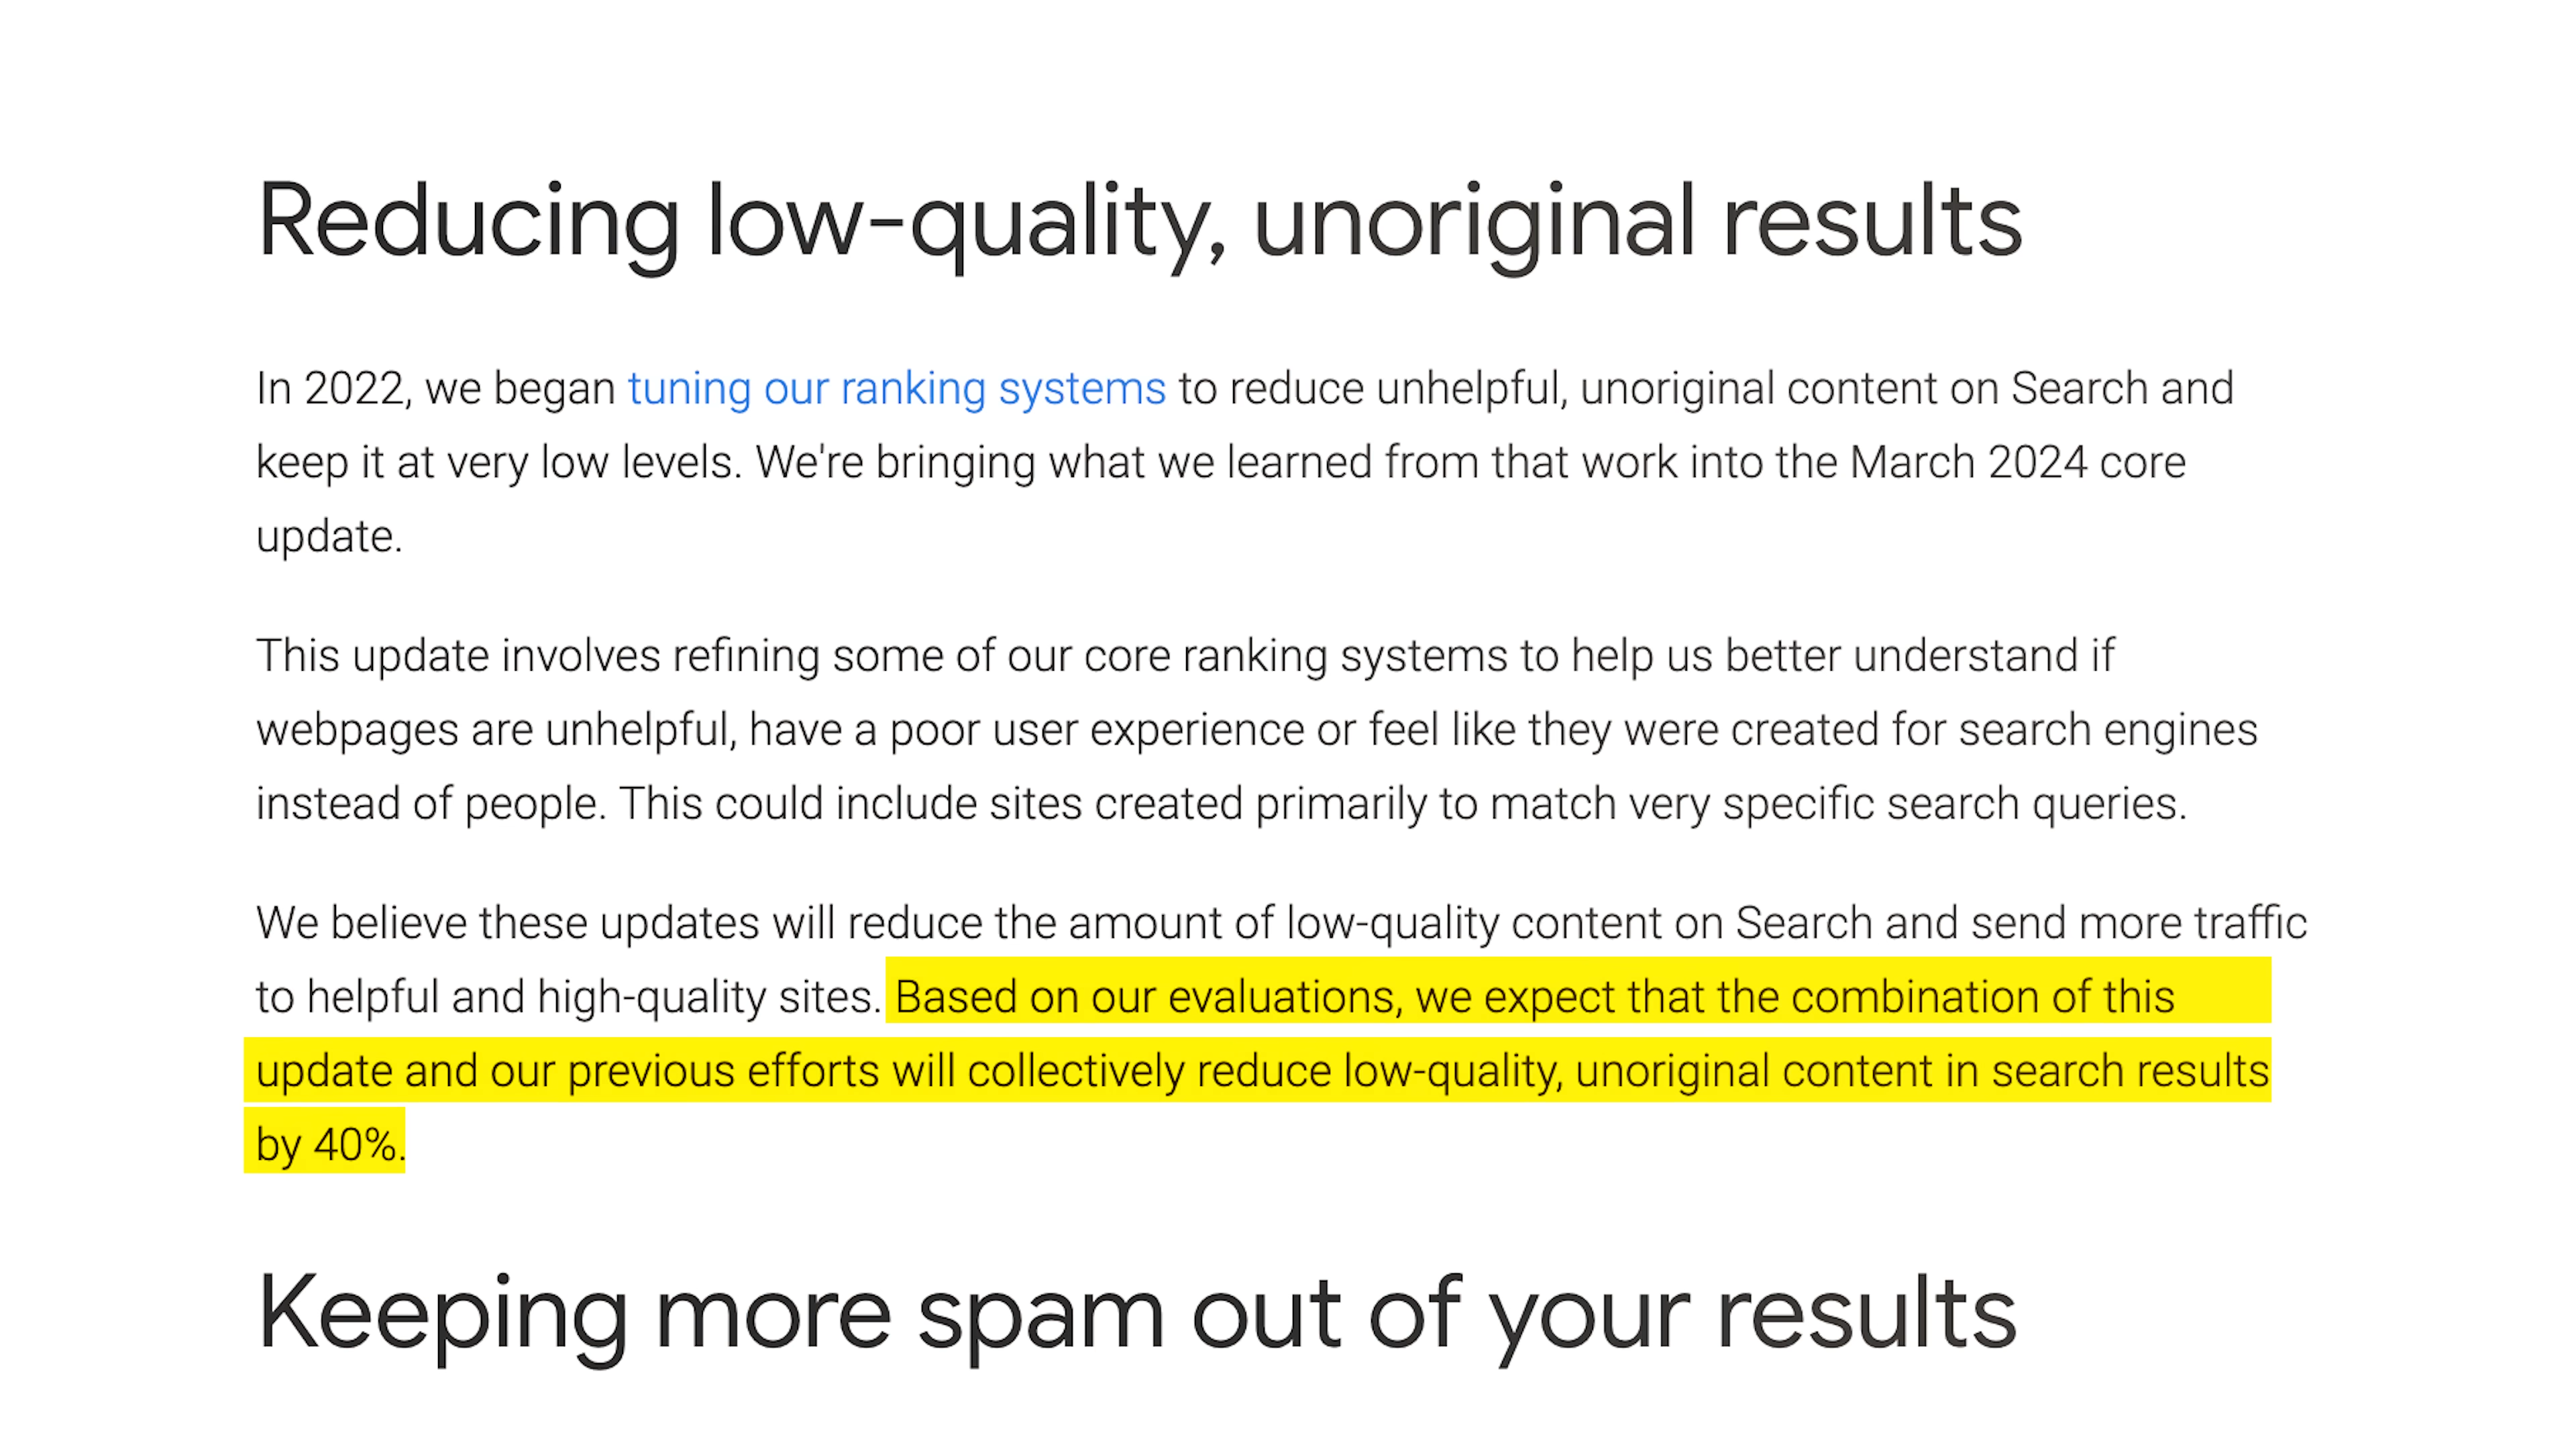 Reducing low-quality, unoriginal results
In 2022, we began tuning our ranking systems to reduce unhelpful, unoriginal content on Search and
keep it at very low levels. We're bringing what we learned from that work into the March 2024 core
update.
This update involves refining some of our core ranking systems to help us better understand if
webpages are unhelpful, have a poor user experience or feel like they were created for search engines
instead of people. This could include sites created primarily to match very specific search queries.
We believe these updates will reduce the amount of low-quality content on Search and send more traffic
to helpful and high-quality sites. Based on our evaluations, we expect that the combination of this
update and our previous efforts will collectively reduce low-quality, unoriginal content in search results
by 40%.
Keeping more spam out of your results